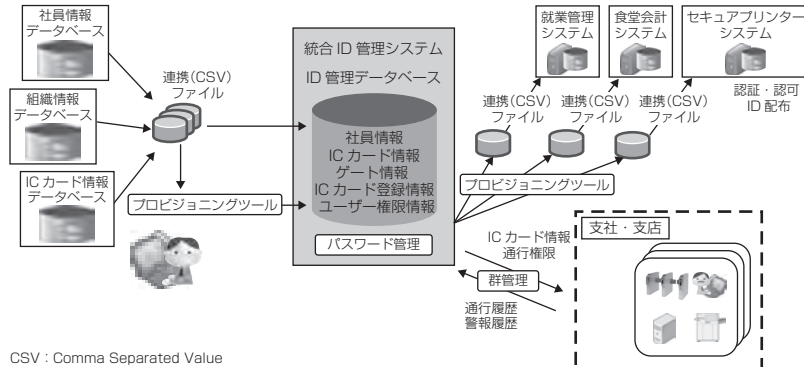 社員情報
データベース
組織情報
データベース
ICカード情報
データベース
連携(CSV)
ファイル
プロビジョニングツール
統合ID管理システム
ID管理データベース
社員情報
ICカード情報
ゲート情報
ICカード登録情報
ユーザー権限情報
パスワード管理
就業管理
システム
食堂会計
システム
セキュアプリンター
システム
認証・認可
ID配布
連携(CSV)
ファイル
連携(CSV)
ファイル
連携(CSV)
ファイル
プロビジョニングツール
ICカード情報
通行権限
群管理
通行履歴
警報履歴
支社・支店
CSV：Comma Separated Value